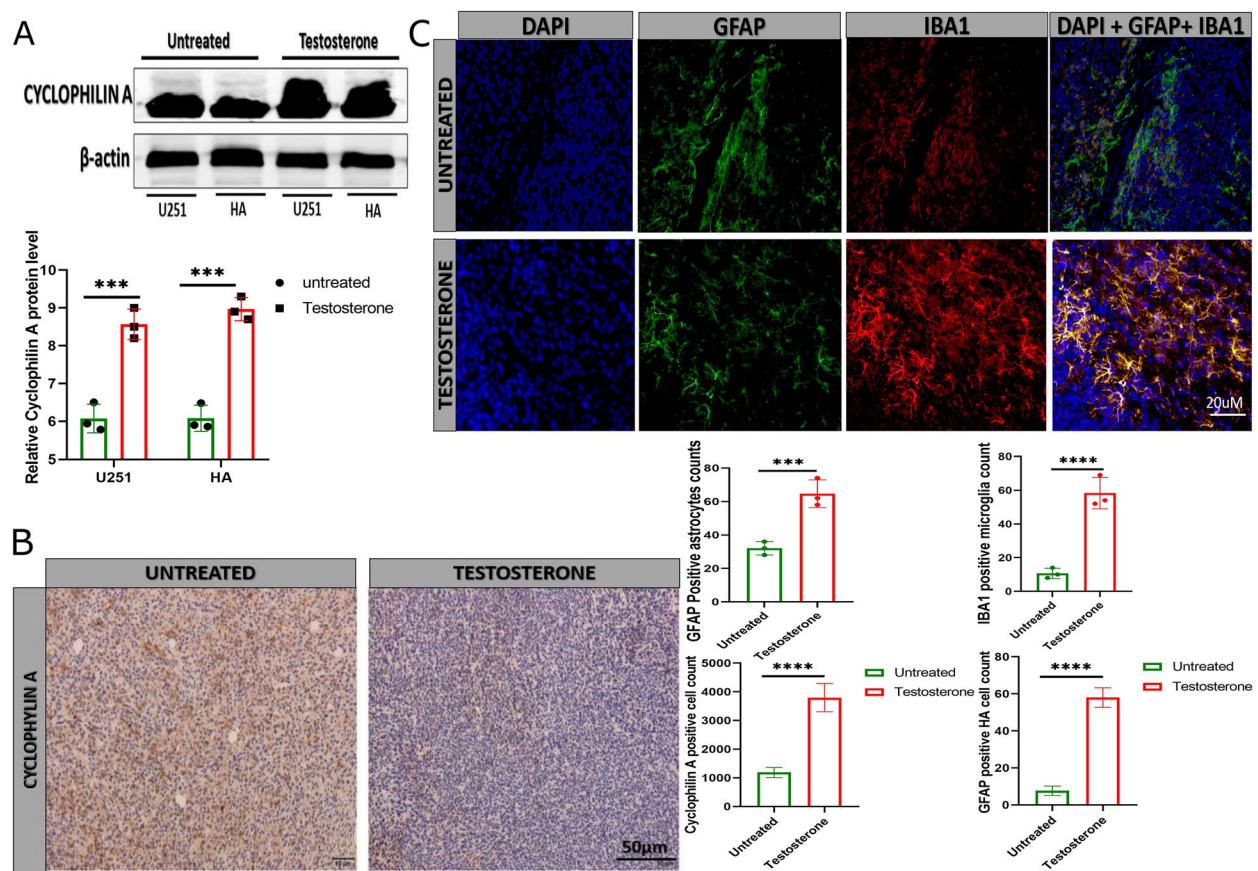 A
Untreated
Testosterone
CYCLOPHILIN A
β-actin
U251
HA
U251
HA
Relative Cyclophilin A protein level
10
9
8
7
6
5
***
***
untreated
Testosterone
U251
HA
B
UNTREATED
TESTOSTERONE
CYCLOPHYLIN A
50μm
C
DAPI
GFAP
IBA1
DAPI + GFAP+ IBA1
UNTREATED
TESTOSTERONE
20uM
GFAP Positive astrocytes counts
80
60
40
20
0
***
Untreated
Testosterone
IBA1 positive microglia count
80
60
40
20
0
****
Untreated
Testosterone
Cyclophilin A positive cell count
5000
4000
3000
2000
1000
0
****
Untreated
Testosterone
Untreated
Testosterone
GFAP positive HA cell count
80
60
40
20
0
****
Untreated
Testosterone
Untreated
Testosterone